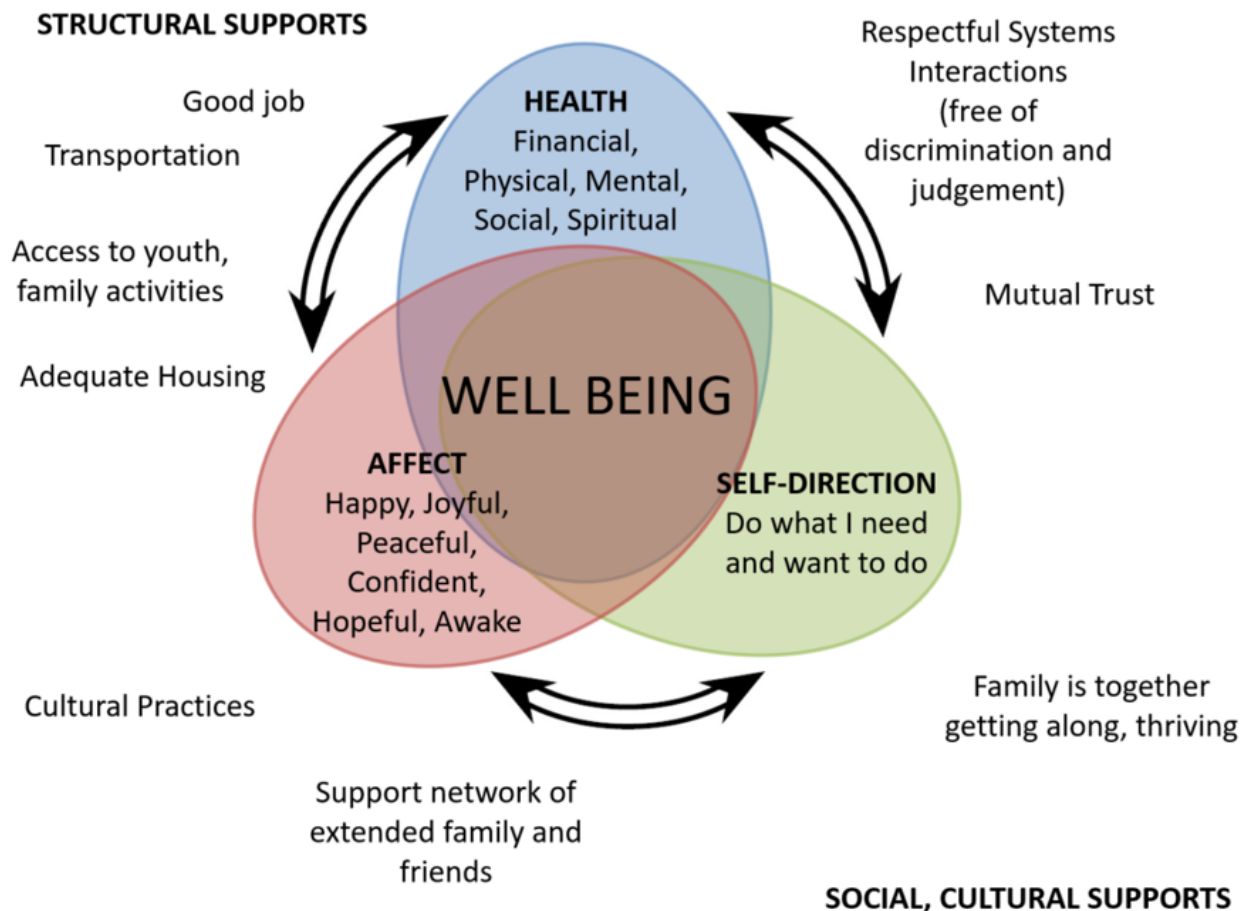 STRUCTURAL SUPPORTS
Good job
Transportation
Access to youth,
family activities
Adequate Housing
HEALTH
Financial,
Physical, Mental,
Social, Spiritual
Respectful Systems
Interactions
(free of
discrimination and
judgement)
Mutual Trust
WELL BEING
AFFECT
Happy, Joyful,
Peaceful,
Confident,
Hopeful, Awake
SELF-DIRECTION
Do what I need
and want to do
Cultural Practices
Support network of
extended family and
friends
Family is together
getting along, thriving
SOCIAL, CULTURAL SUPPORTS